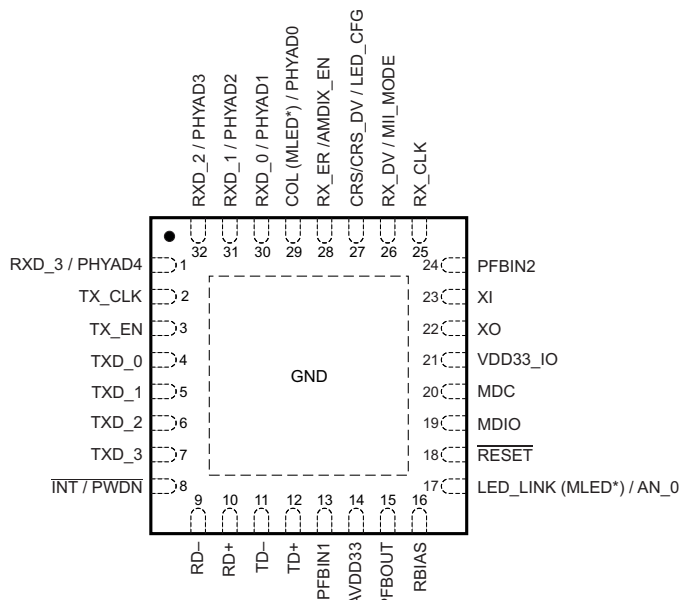 RXD_2 / PHYAD3
RXD_1 / PHYAD2
RXD_0 / PHYAD1
COL (MLED*) / PHYAD0
RX_ER /AMDIX_EN
CRS/CRS_DV / LED_CFG
RX_DV / MII_MODE
RX_CLK
32
31
30
29
28
27
26
25
RXD_3 / PHYAD4 1
TX_CLK 2
TX_EN 3
TXD_0 4
TXD_1 5
TXD_2 6
TXD_3 7
INT / PWDN 8
GND
24 PFBIN2
23 XI
22 XO
21 VDD33_IO
20 MDC
19 MDIO
18 RESET
17 LED_LINK (MLED*) / AN_0
9
10
11
12
13
14
15
16
RD–
RD+
TD–
TD+
PFBIN1
AVDD33
PFBOUT
RBIAS